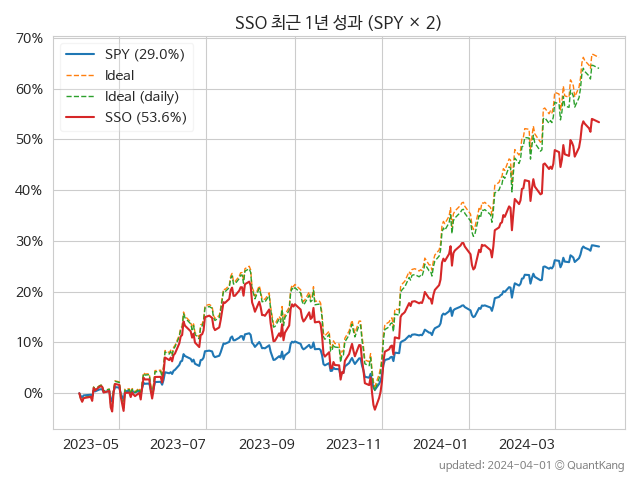 SSO 최근 1년 성과 (SPY × 2)
70%
60%
50%
40%
30%
20%
10%
0%
SPY (29.0%)
Ideal
Ideal (daily)
SSO (53.6%)
2023-05 2023-07 2023-09 2023-11 2024-01 2024-03
updated: 2024-04-01 © QuantKang